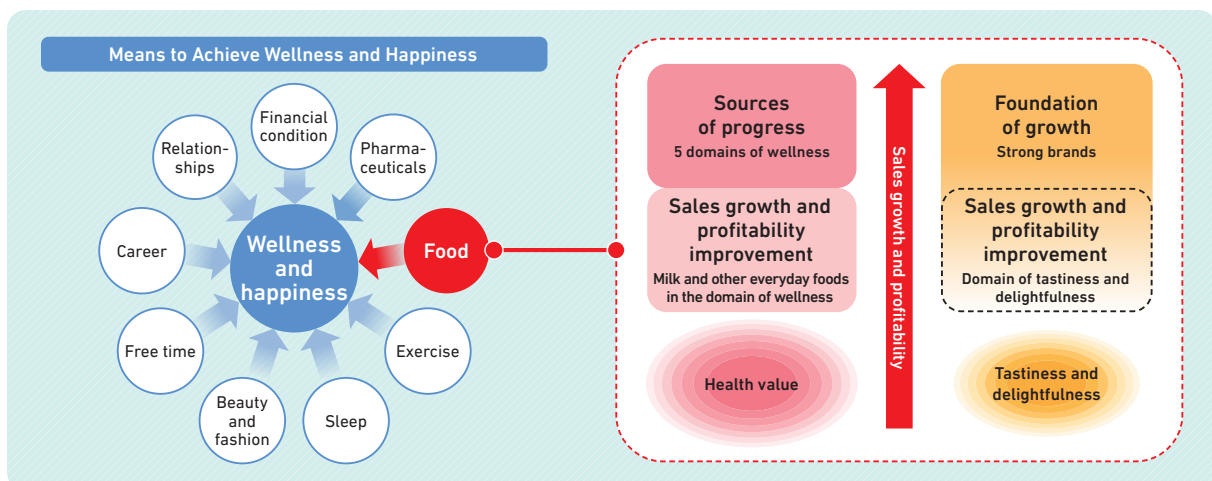 Means to Achieve Wellness and Happiness
Financial
condition
Relation-
ships
Pharma-
ceuticals
Career
Wellness
and
happiness
Food
Free time
Exercise
Beauty
and
fashion
Sleep
Sources
of progress
5 domains of wellness
Sales growth and
profitability
improvement
Milk and other everyday foods
in the domain of wellness
Health value
Sales growth and profitability
Foundation
of growth
Strong brands
Sales growth and
profitability
improvement
Domain of tastiness and
delightfulness
Tastiness and
delightfulness